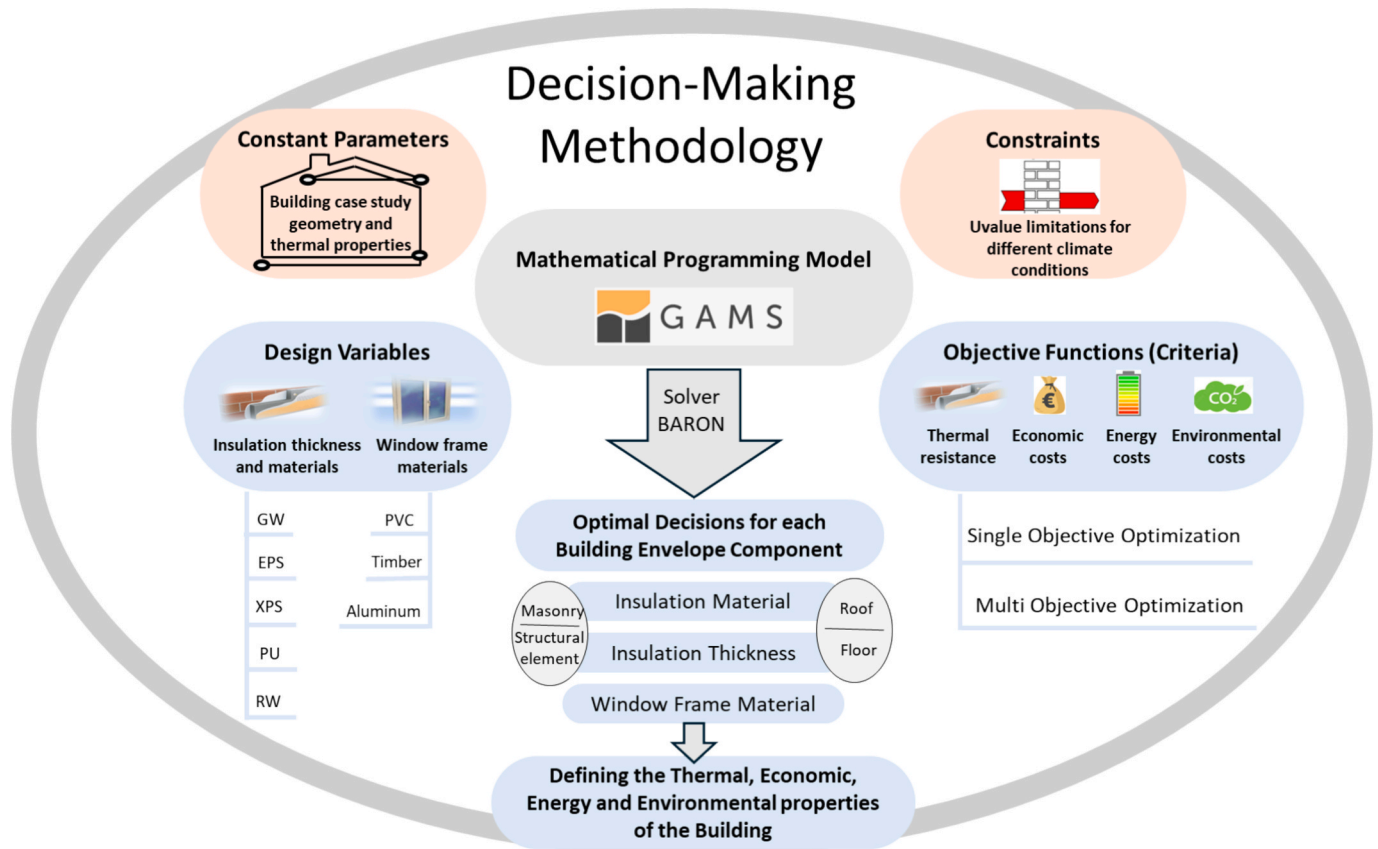 Decision-Making
Methodology
Constant Parameters
Building case study
geometry and
thermal properties
Constraints
Uvalue limitations for
different climate
conditions
Mathematical Programming Model
GAMS
Solver
BARON
Design Variables
Insulation thickness
and materials
Window frame
materials
GW
EPS
XPS
PU
RW
PVC
Timber
Aluminum
Objective Functions (Criteria)
€
CO2
Thermal
resistance
Economic
costs
Energy
costs
Environmental
costs
Single Objective Optimization
Multi Objective Optimization
Optimal Decisions for each
Building Envelope Component
Masonry
Structural
element
Insulation Material
Insulation Thickness
Roof
Floor
Window Frame Material
Defining the Thermal, Economic,
Energy and Environmental properties
of the Building